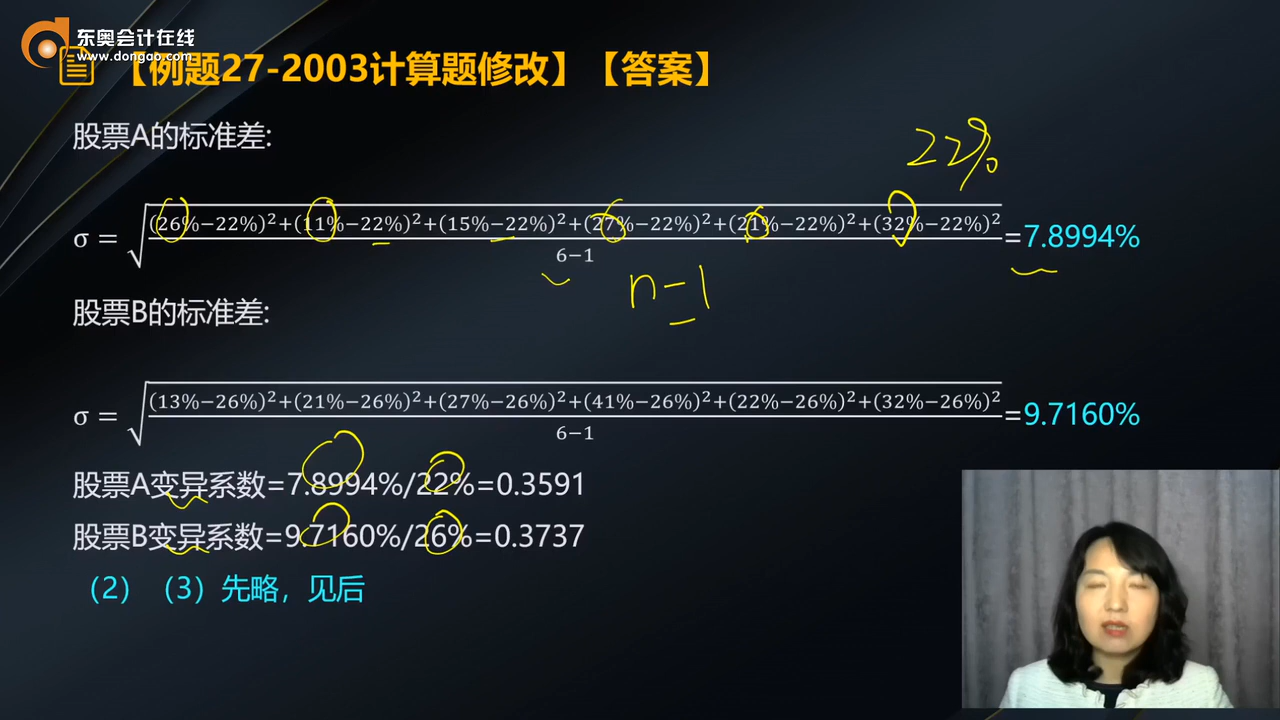 东奥会计在线
www.dongao.com
【例题27-2003计算题修改】【答案】
股票A的标准差:
22%
σ = √((26%−22%)²+(11%−22%)²+(15%−22%)²+(27%−22%)²+(21%−22%)²+(32%−22%)² / 6−1) =7.8994%
n-1
股票B的标准差:
σ = √((13%−26%)²+(21%−26%)²+(27%−26%)²+(41%−26%)²+(22%−26%)²+(32%−26%)² / 6−1) =9.7160%
股票A变异系数=7.8994%/22%=0.3591
股票B变异系数=9.7160%/26%=0.3737
（2）（3）先略，见后